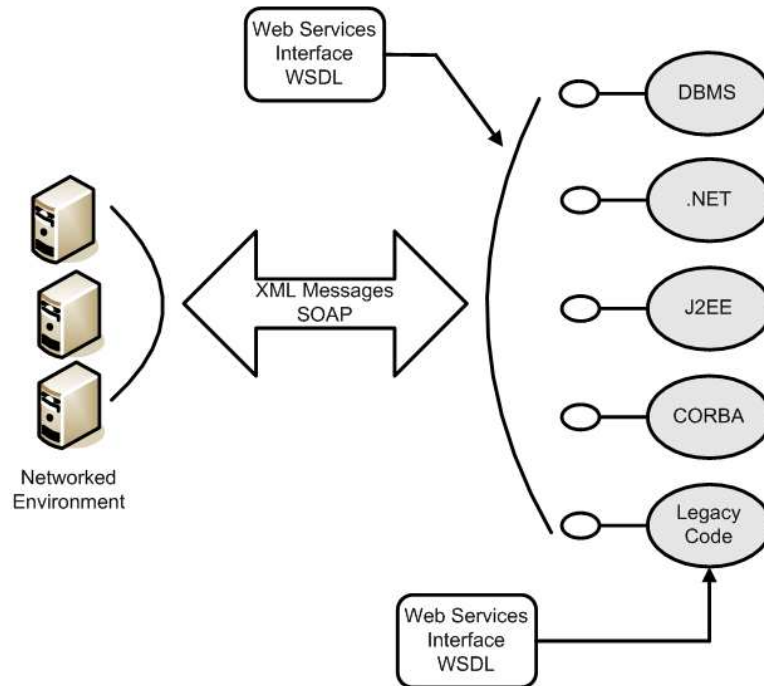 Web Services
Interface
WSDL
DBMS
.NET
XML Messages
SOAP
J2EE
CORBA
Networked
Environment
Legacy
Code
Web Services
Interface
WSDL